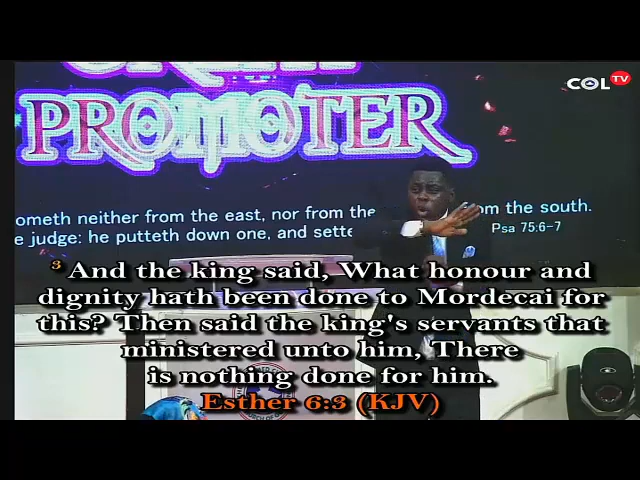 COL TV
PROMOTER
ometh neither from the east, nor from the om the south.
e judge: he putteth down one, and sette
Psa 75:6-7
3 And the king said, What honour and
dignity hath been done to Mordecai for
this? Then said the king's servants that
ministered unto him, There
is nothing done for him.
Esther 6:3 (KJV)